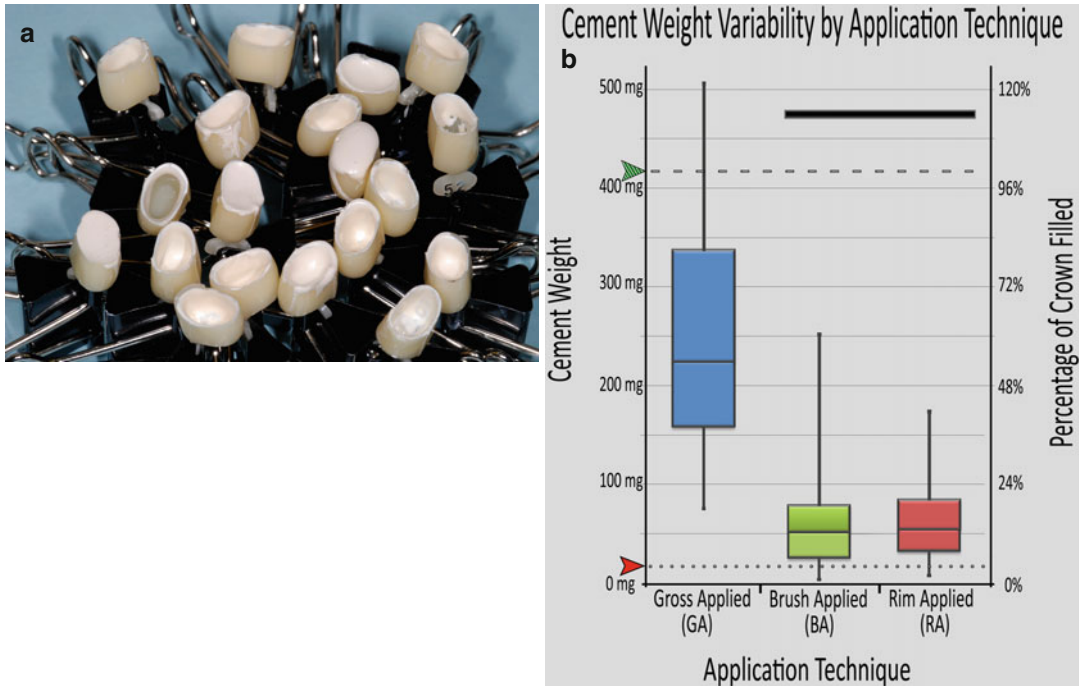 a
5
Cement Weight Variability by Application Technique
b
500 mg
400 mg
300 mg
200 mg
100 mg
0 mg
Cement Weight
120%
96%
72%
48%
24%
0%
Percentage of Crown Filled
Gross Applied Brush Applied Rim Applied
(GA) (BA) (RA)
Application Technique